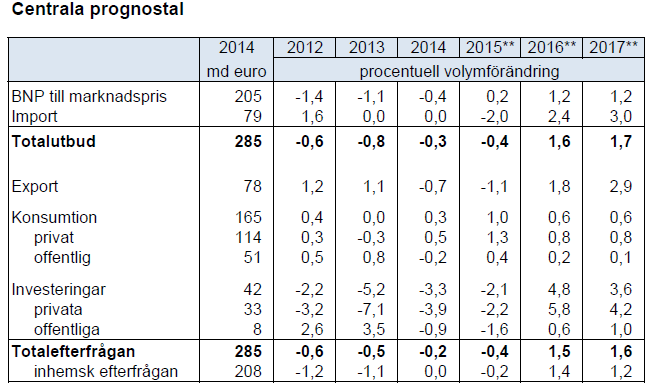 Centrala prognostal
2014 2012 2013 2014 2015** 2016** 2017**
md euro procentuell volymförändring
BNP till marknadspris 205 -1,4 -1,1 -0,4 0,2 1,2 1,2
Import 79 1,6 0,0 0,0 -2,0 2,4 3,0
Totalutbud 285 -0,6 -0,8 -0,3 -0,4 1,6 1,7
Export 78 1,2 1,1 -0,7 -1,1 1,8 2,9
Konsumtion 165 0,4 0,0 0,3 1,0 0,6 0,6
privat 114 0,3 -0,3 0,5 1,3 0,8 0,8
offentlig 51 0,5 0,8 -0,2 0,4 0,2 0,1
Investeringar 42 -2,2 -5,2 -3,3 -2,1 4,8 3,6
privata 33 -3,2 -7,1 -3,9 -2,2 5,8 4,2
offentliga 8 2,6 3,5 -0,9 -1,6 0,6 1,0
Totalefterfrågan 285 -0,6 -0,5 -0,2 -0,4 1,5 1,6
inhemsk efterfrågan 208 -1,2 -1,1 0,0 -0,2 1,4 1,2